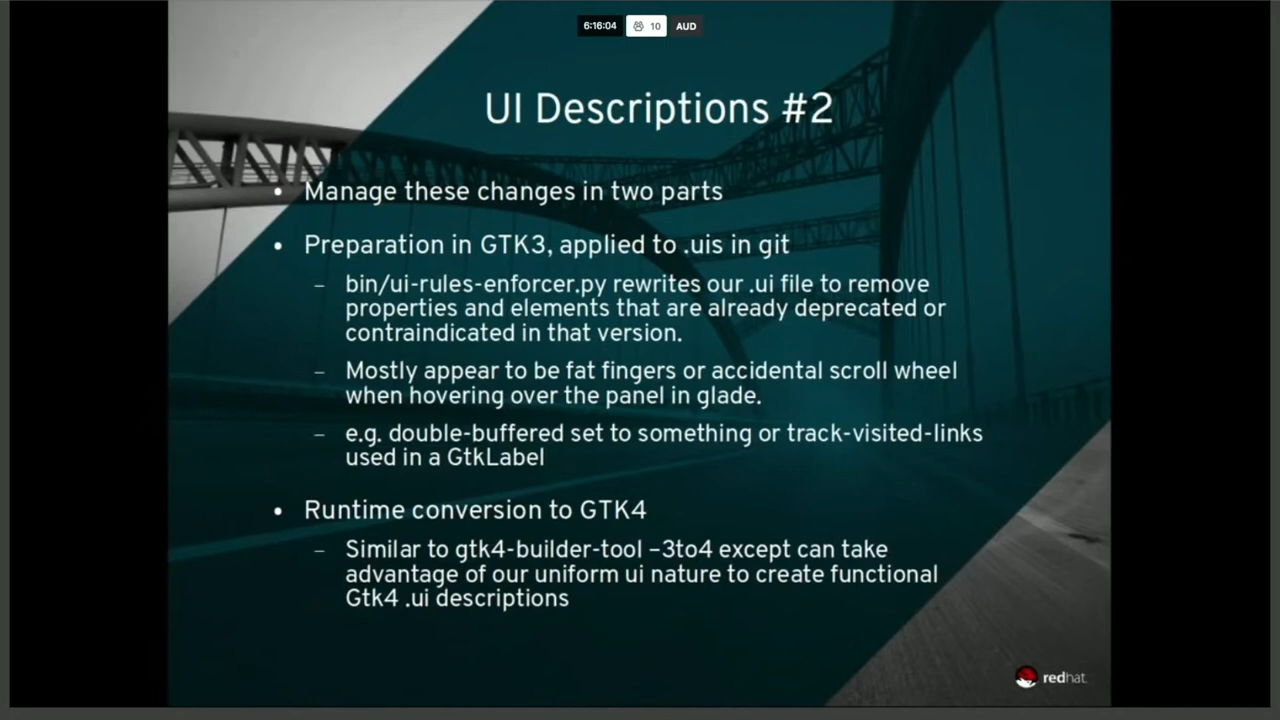 6:16:04 10 AUD
UI Descriptions #2
• Manage these changes in two parts
• Preparation in GTK3, applied to .uis in git
– bin/ui-rules-enforcer.py rewrites our .ui file to remove
properties and elements that are already deprecated or
contraindicated in that version.
– Mostly appear to be fat fingers or accidental scroll wheel
when hovering over the panel in glade.
– e.g. double-buffered set to something or track-visited-links
used in a GtkLabel
• Runtime conversion to GTK4
– Similar to gtk4-builder-tool –3to4 except can take
advantage of our uniform ui nature to create functional
Gtk4 .ui descriptions
redhat.